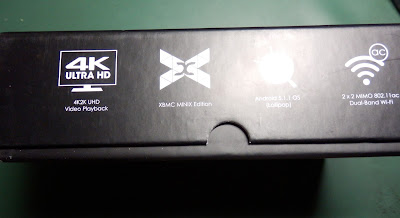 4K
ULTRA HD
4K2K UHD
Video Playback
XBMC MINIX Edition
Android 5.1.1 OS
(Lollipop)
ac
2 x 2 MIMO 802.11ac
Dual-Band Wi-Fi